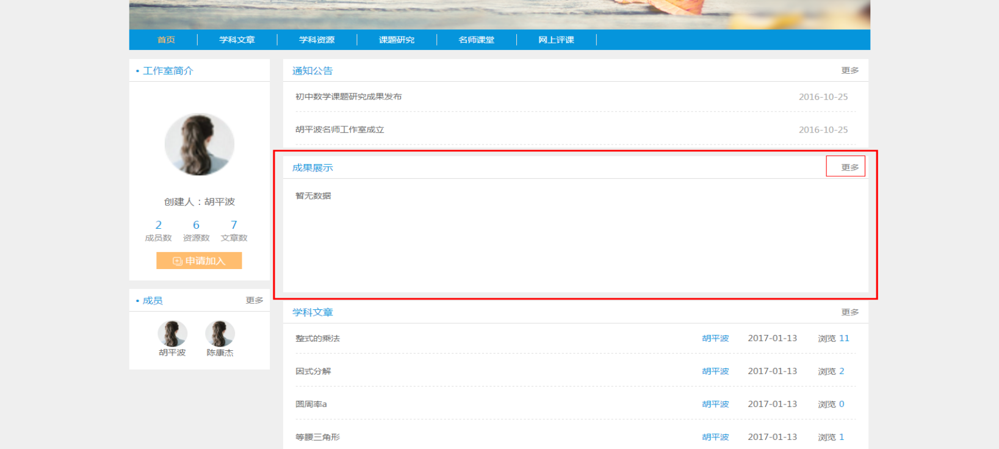 首页 学科文章 学科资源 课题研究 名师课堂 网上评课
• 工作室简介
创建人：胡平波
2 6 7
成员数 资源数 文章数
申请加入
• 成员 更多
胡平波 陈康杰
通知公告 更多
初中数学课题研究成果发布 2016-10-25
胡平波名师工作室成立 2016-10-25
成果展示 更多
暂无数据
学科文章 更多
整式的乘法 胡平波 2017-01-13 浏览 11
因式分解 胡平波 2017-01-13 浏览 2
圆周率a 胡平波 2017-01-13 浏览 0
等腰三角形 胡平波 2017-01-13 浏览 1